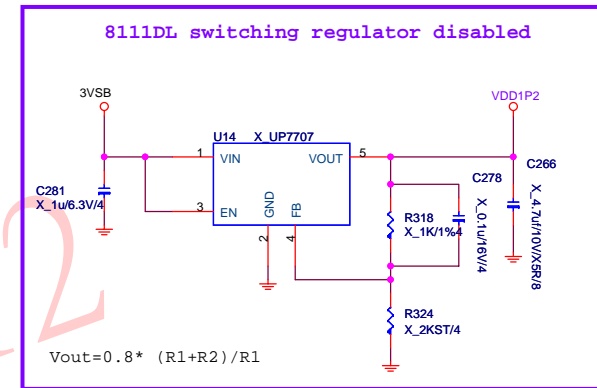 8111DL switching regulator disabled
3VSB
VDD1P2
U14 X_UP7707
1 VIN VOUT 5
3 EN
GND
FB
2
4
C281
X_1u/6.3V/4
R318
X_1K/1%4
C278
X_0.1u/16V/4
C266
X_4.7uf/10V/X5R/8
R324
X_2KST/4
Vout=0.8* (R1+R2)/R1
2